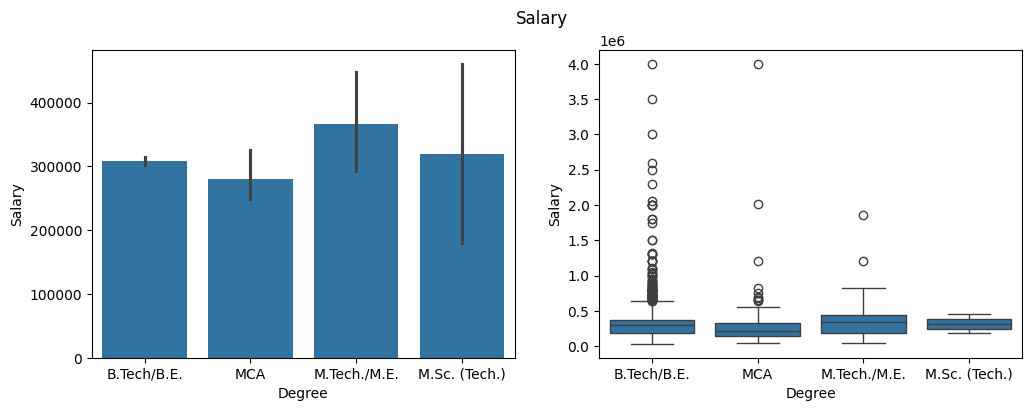 Salary
400000
300000
200000
100000
0
Salary
B.Tech/B.E.
MCA
M.Tech./M.E.
M.Sc. (Tech.)
Degree
1e6
4.0
3.5
3.0
2.5
2.0
1.5
1.0
0.5
0.0
Salary
B.Tech/B.E.
MCA
M.Tech./M.E.
M.Sc. (Tech.)
Degree